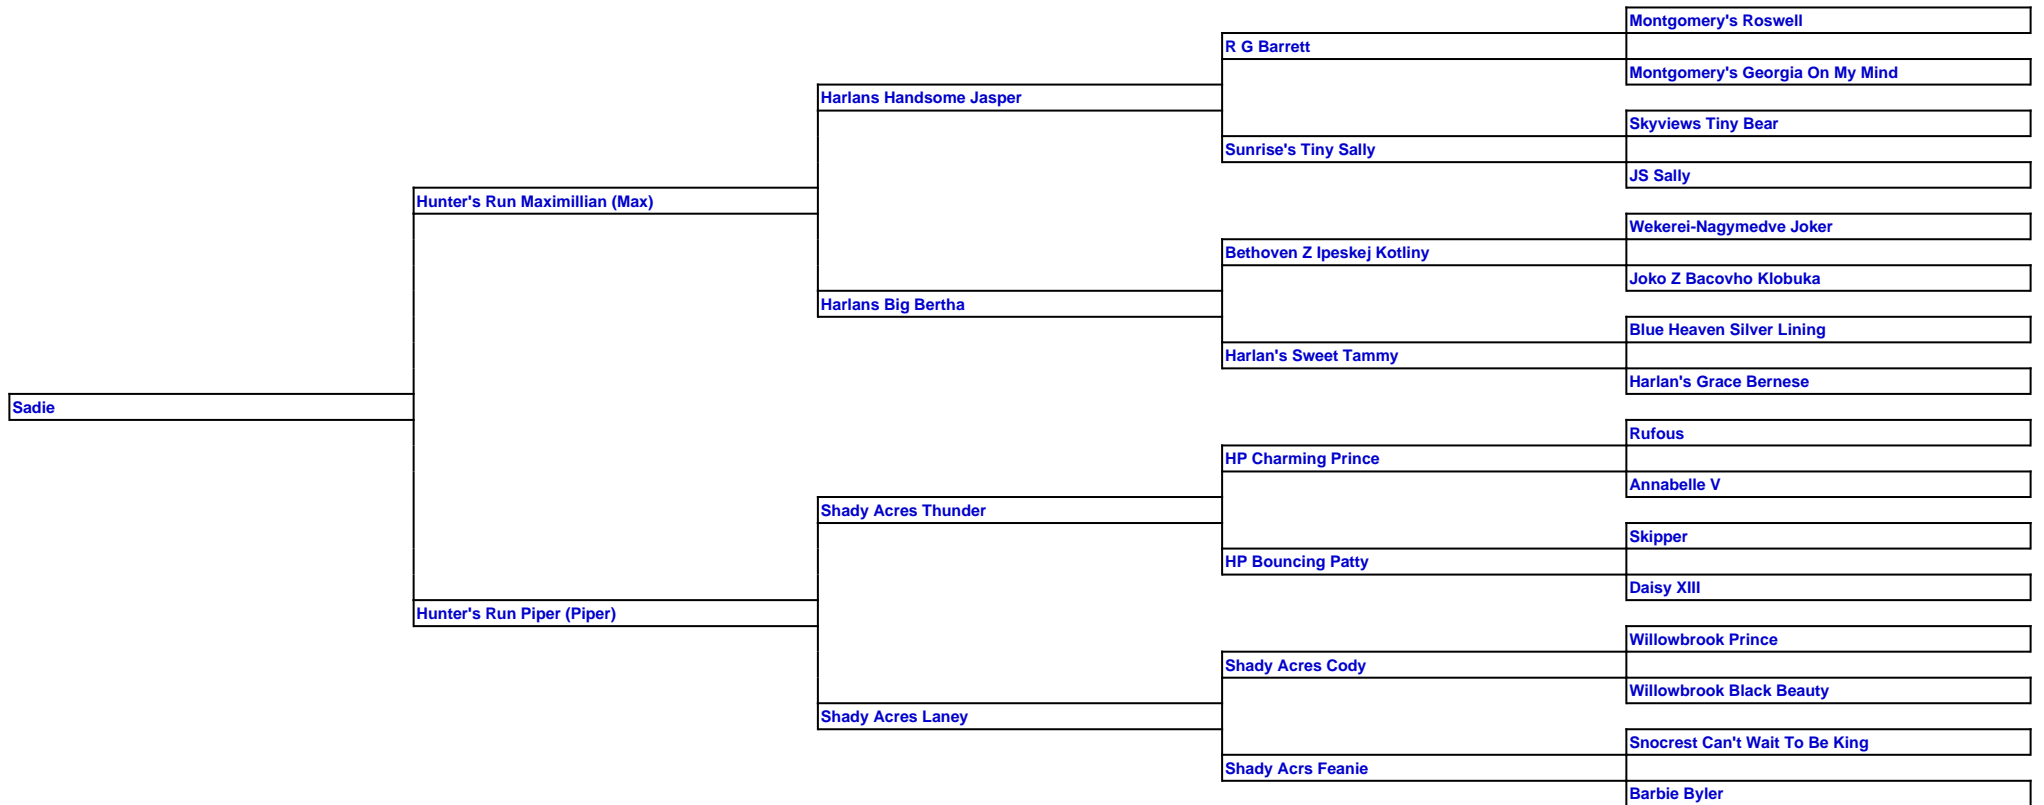 Montgomery's Roswell
R G Barrett
Montgomery's Georgia On My Mind
Harlans Handsome Jasper
Skyviews Tiny Bear
Sunrise's Tiny Sally
JS Sally
Hunter's Run Maximillian (Max)
Wekerei-Nagymedve Joker
Bethoven Z Ipeskej Kotliny
Joko Z Bacovho Klobuka
Harlans Big Bertha
Blue Heaven Silver Lining
Harlan's Sweet Tammy
Harlan's Grace Bernese
Sadie
Rufous
HP Charming Prince
Annabelle V
Shady Acres Thunder
Skipper
HP Bouncing Patty
Daisy XIII
Hunter's Run Piper (Piper)
Willowbrook Prince
Shady Acres Cody
Willowbrook Black Beauty
Shady Acres Laney
Snocrest Can't Wait To Be King
Shady Acrs Feanie
Barbie Byler